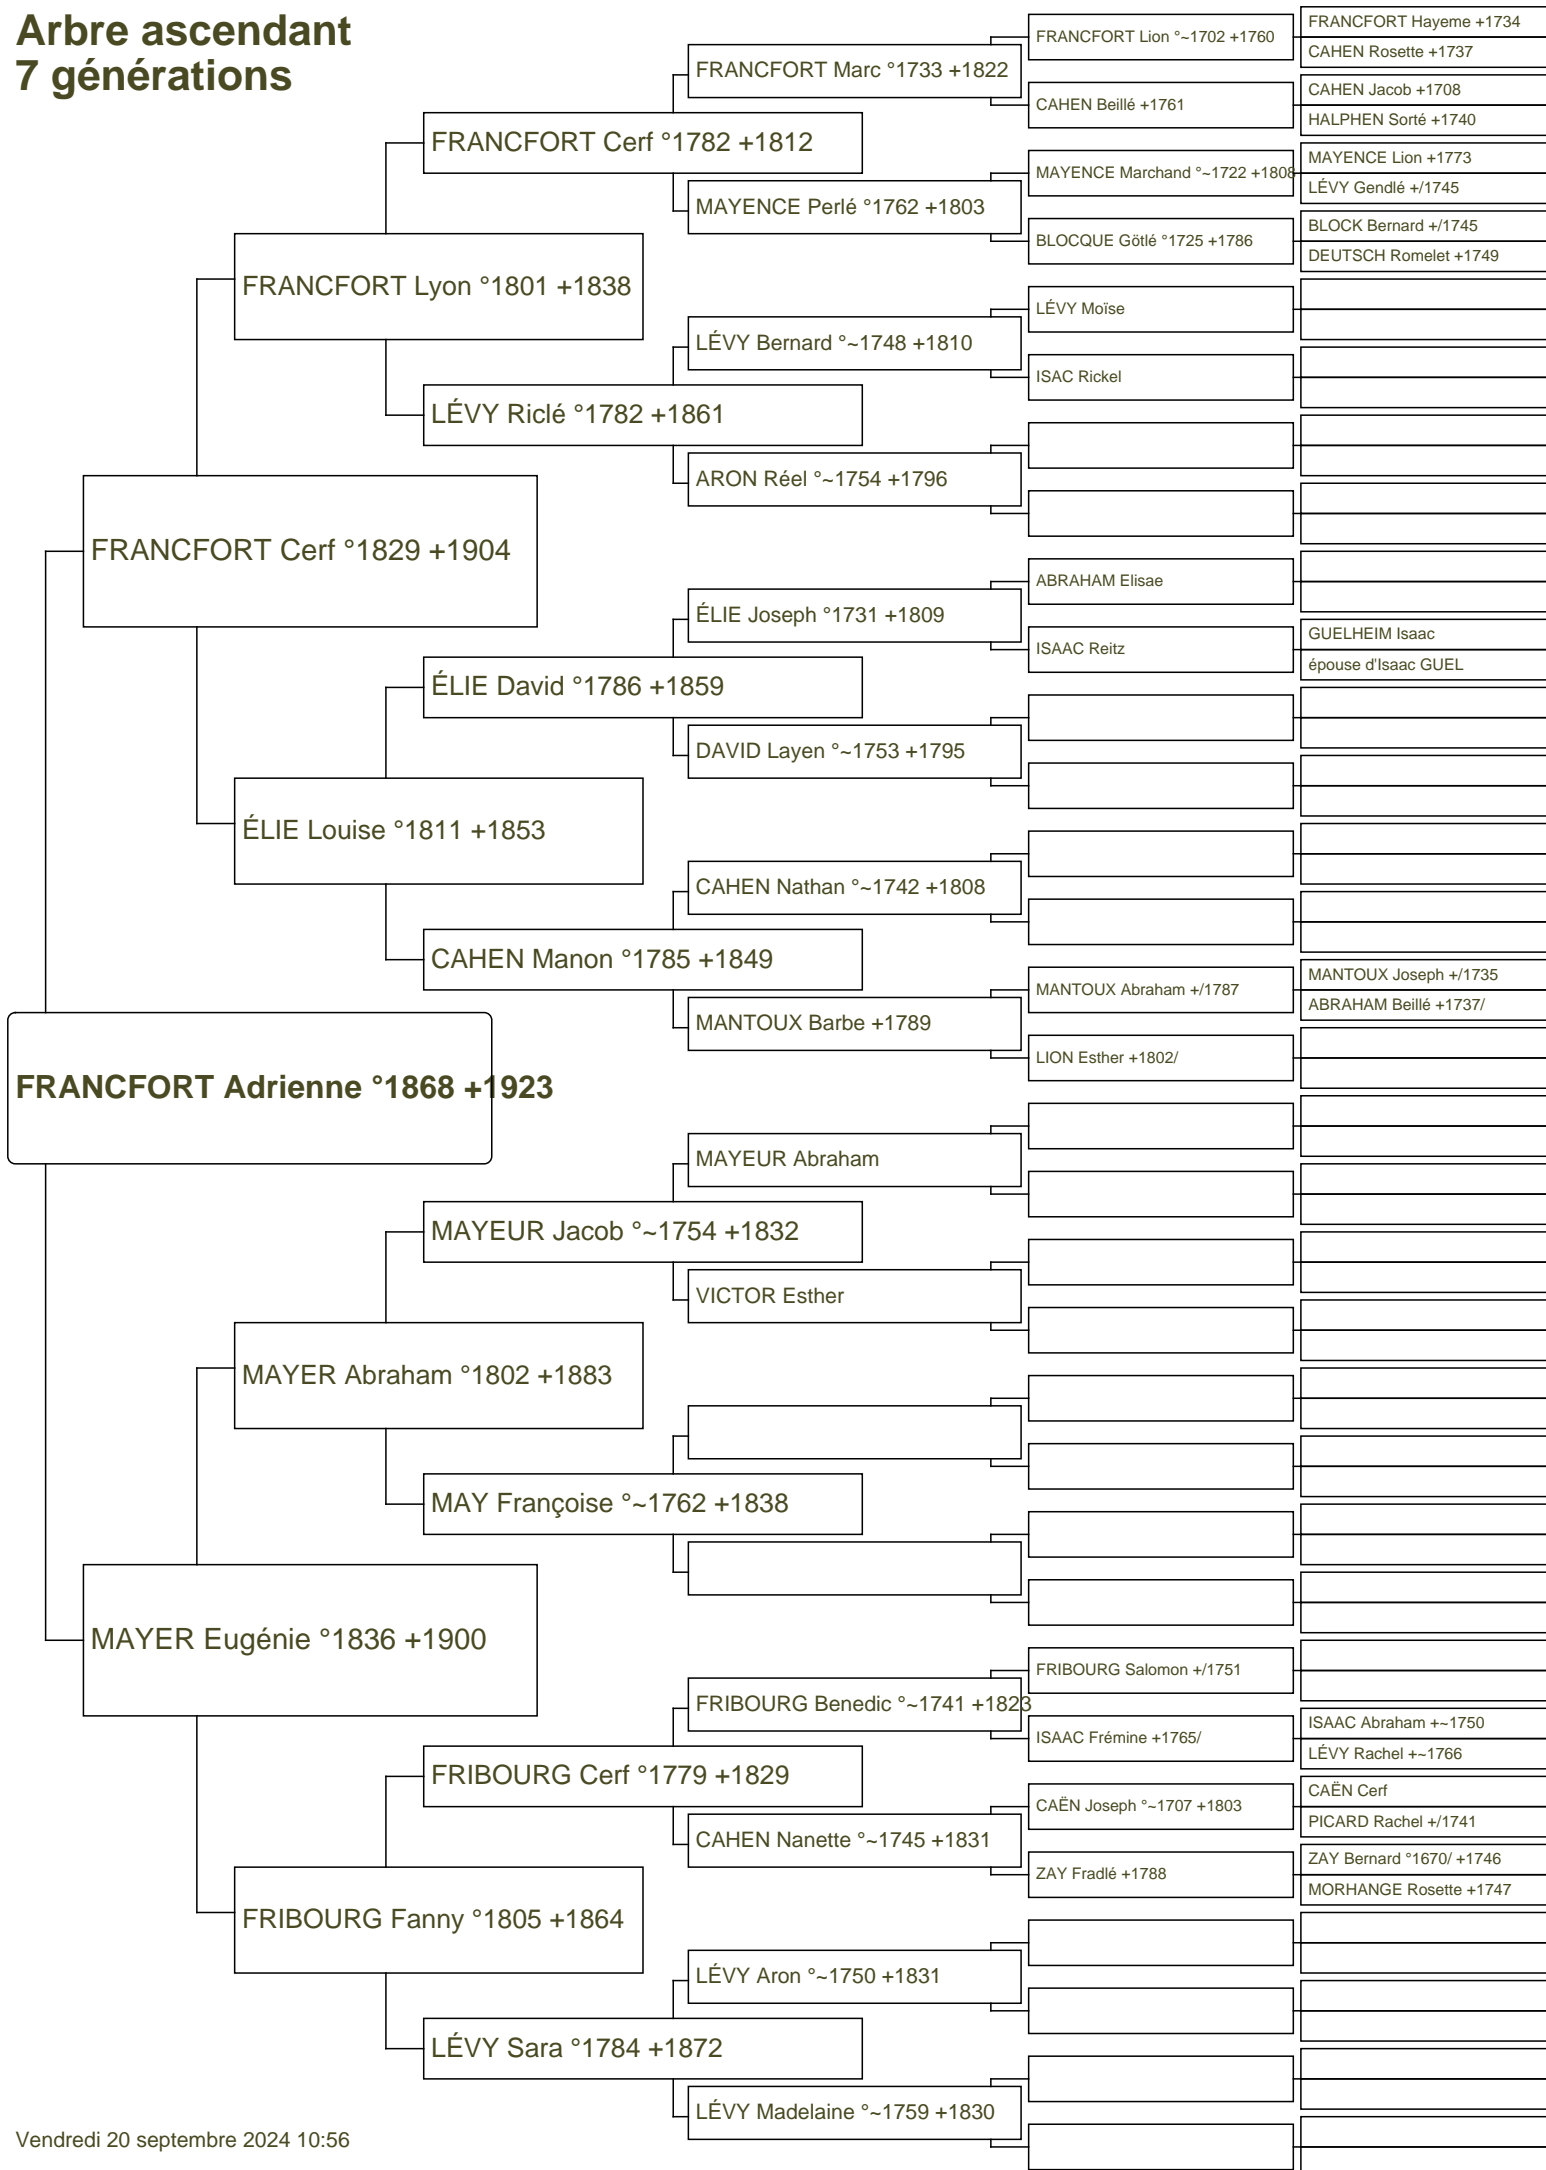 Arbre ascendant
7 générations
FRANCFORT Adrienne °1868 +1923
FRANCFORT Cerf °1829 +1904
MAYER Eugénie °1836 +1900
FRANCFORT Lyon °1801 +1838
ÉLIE Louise °1811 +1853
MAYER Abraham °1802 +1883
FRIBOURG Fanny °1805 +1864
FRANCFORT Cerf °1782 +1812
LÉVY Riclé °1782 +1861
ÉLIE David °1786 +1859
CAHEN Manon °1785 +1849
MAYEUR Jacob °~1754 +1832
MAY Françoise °~1762 +1838
FRIBOURG Cerf °1779 +1829
LÉVY Sara °1784 +1872
FRANCFORT Marc °1733 +1822
MAYENCE Perlé °1762 +1803
LÉVY Bernard °~1748 +1810
ARON Réel °~1754 +1796
ÉLIE Joseph °1731 +1809
DAVID Layen °~1753 +1795
CAHEN Nathan °~1742 +1808
MANTOUX Barbe +1789
MAYEUR Abraham
VICTOR Esther
FRIBOURG Benedic °~1741 +1823
CAHEN Nanette °~1745 +1831
LÉVY Aron °~1750 +1831
LÉVY Madelaine °~1759 +1830
FRANCFORT Lion °~1702 +1760
CAHEN Beillé +1761
MAYENCE Marchand °~1722 +1808
BLOCQUE Götlé °1725 +1786
LÉVY Moïse
ISAC Rickel
ABRAHAM Elisae
ISAAC Reitz
MANTOUX Abraham +/1787
LION Esther +1802/
FRIBOURG Salomon +/1751
ISAAC Frémine +1765/
CAËN Joseph °~1707 +1803
ZAY Fradlé +1788
FRANCFORT Hayeme +1734
CAHEN Rosette +1737
CAHEN Jacob +1708
HALPHEN Sorté +1740
MAYENCE Lion +1773
LÉVY Gendlé +/1745
BLOCK Bernard +/1745
DEUTSCH Romelet +1749
GUELHEIM Isaac
épouse d'Isaac GUEL
MANTOUX Joseph +/1735
ABRAHAM Beillé +1737/
ISAAC Abraham +~1750
LÉVY Rachel +~1766
CAËN Cerf
PICARD Rachel +/1741
ZAY Bernard °1670/ +1746
MORHANGE Rosette +1747
Vendredi 20 septembre 2024 10:56